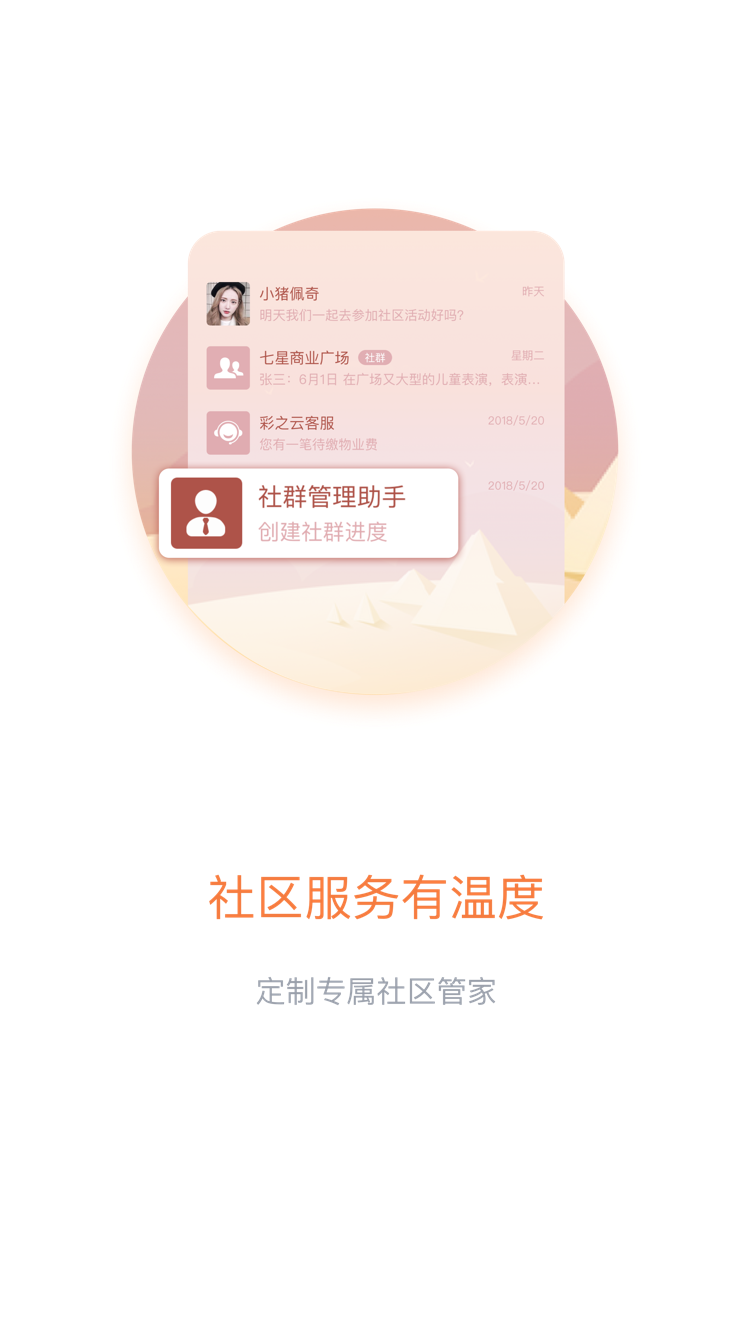 小猪佩奇 昨天
明天我们一起去参加社区活动好吗?
七星商业广场 社群 星期二
张三：6月1日 在广场又大型的儿童表演，表演...
彩之云客服 2018/5/20
您有一笔待缴物业费
社群管理助手 2018/5/20
创建社群进度
社区服务有温度
定制专属社区管家